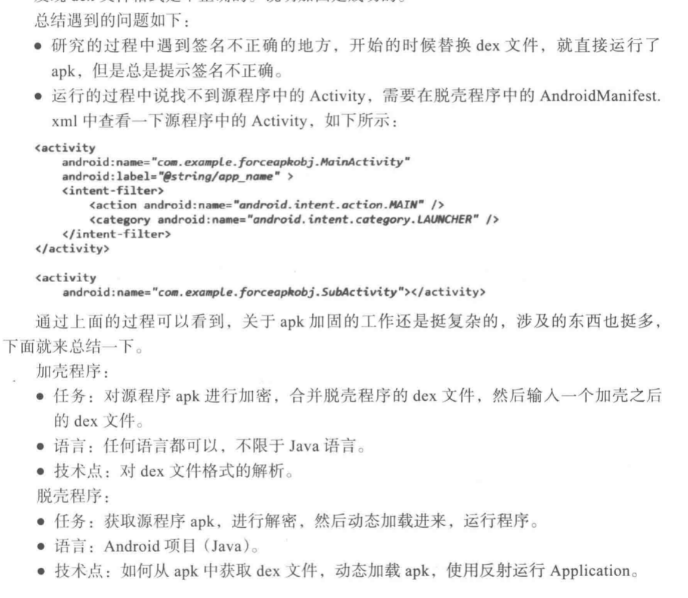 总结遇到的问题如下：
● 研究的过程中遇到签名不正确的地方，开始的时候替换 dex 文件，就直接运行了
apk，但是总是提示签名不正确。
● 运行的过程中说找不到源程序中的 Activity，需要在脱壳程序中的 AndroidManifest.
xml 中查看一下源程序中的 Activity，如下所示：
<activity
android:name="com.example.forceapkobj.MainActivity"
android:label="@string/app_name" >
<intent-filter>
<action android:name="android.intent.action.MAIN" />
<category android:name="android.intent.category.LAUNCHER" />
</intent-filter>
</activity>
<activity
android:name="com.example.forceapkobj.SubActivity"></activity>
通过上面的过程可以看到，关于 apk 加固的工作还是挺复杂的，涉及的东西也挺多，
下面就来总结一下。
加壳程序：
● 任务：对源程序 apk 进行加密，合并脱壳程序的 dex 文件，然后输入一个加壳之后
的 dex 文件。
● 语言：任何语言都可以，不限于 Java 语言。
● 技术点：对 dex 文件格式的解析。
脱壳程序：
● 任务：获取源程序 apk，进行解密，然后动态加载进来，运行程序。
● 语言：Android 项目（Java）。
● 技术点：如何从 apk 中获取 dex 文件，动态加载 apk，使用反射运行 Application。